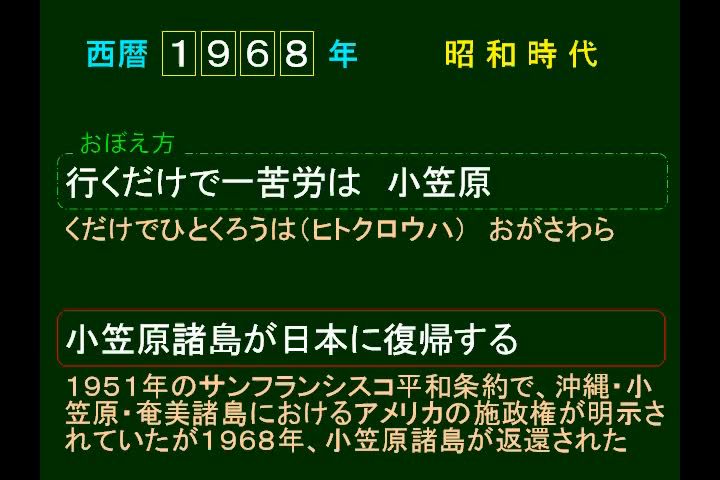 西暦 1968 年 昭和時代
おぼえ方
行くだけで一苦労は 小笠原
くだけでひとくろうは(ヒトクロウハ) おがさわら
小笠原諸島が日本に復帰する
1951年のサンフランシスコ平和条約で、沖縄・小
笠原・奄美諸島におけるアメリカの施政権が明示さ
れていたが1968年、小笠原諸島が返還された